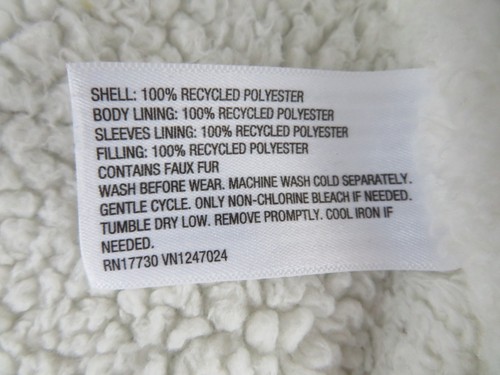 SHELL: 100% RECYCLED POLYESTER
BODY LINING: 100% RECYCLED POLYESTER
SLEEVES LINING: 100% RECYCLED POLYESTER
FILLING: 100% RECYCLED POLYESTER
CONTAINS FAUX FUR
WASH BEFORE WEAR. MACHINE WASH COLD SEPARATELY.
GENTLE CYCLE. ONLY NON-CHLORINE BLEACH IF NEEDED.
TUMBLE DRY LOW. REMOVE PROMPTLY. COOL IRON IF
NEEDED.
RN17730 VN1247024